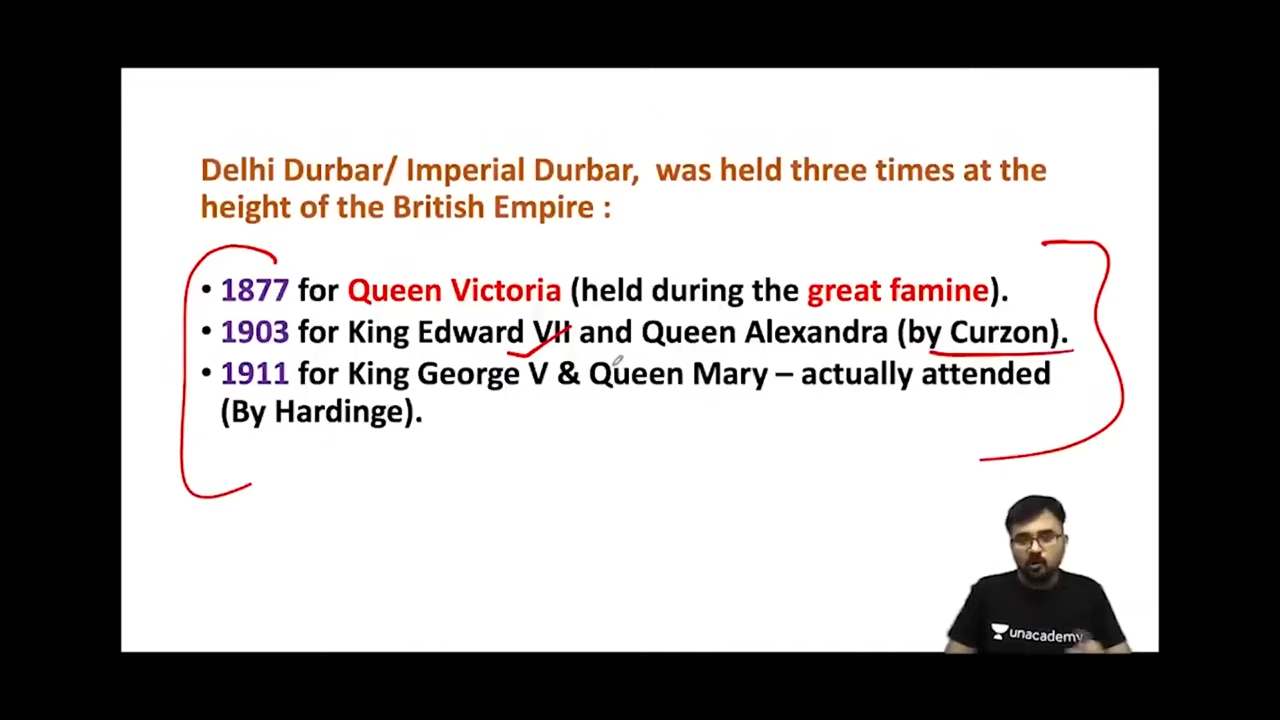 Delhi Durbar/ Imperial Durbar, was held three times at the
height of the British Empire :
• 1877 for Queen Victoria (held during the great famine).
• 1903 for King Edward VII and Queen Alexandra (by Curzon).
• 1911 for King George V & Queen Mary – actually attended
(By Hardinge).
unacademy